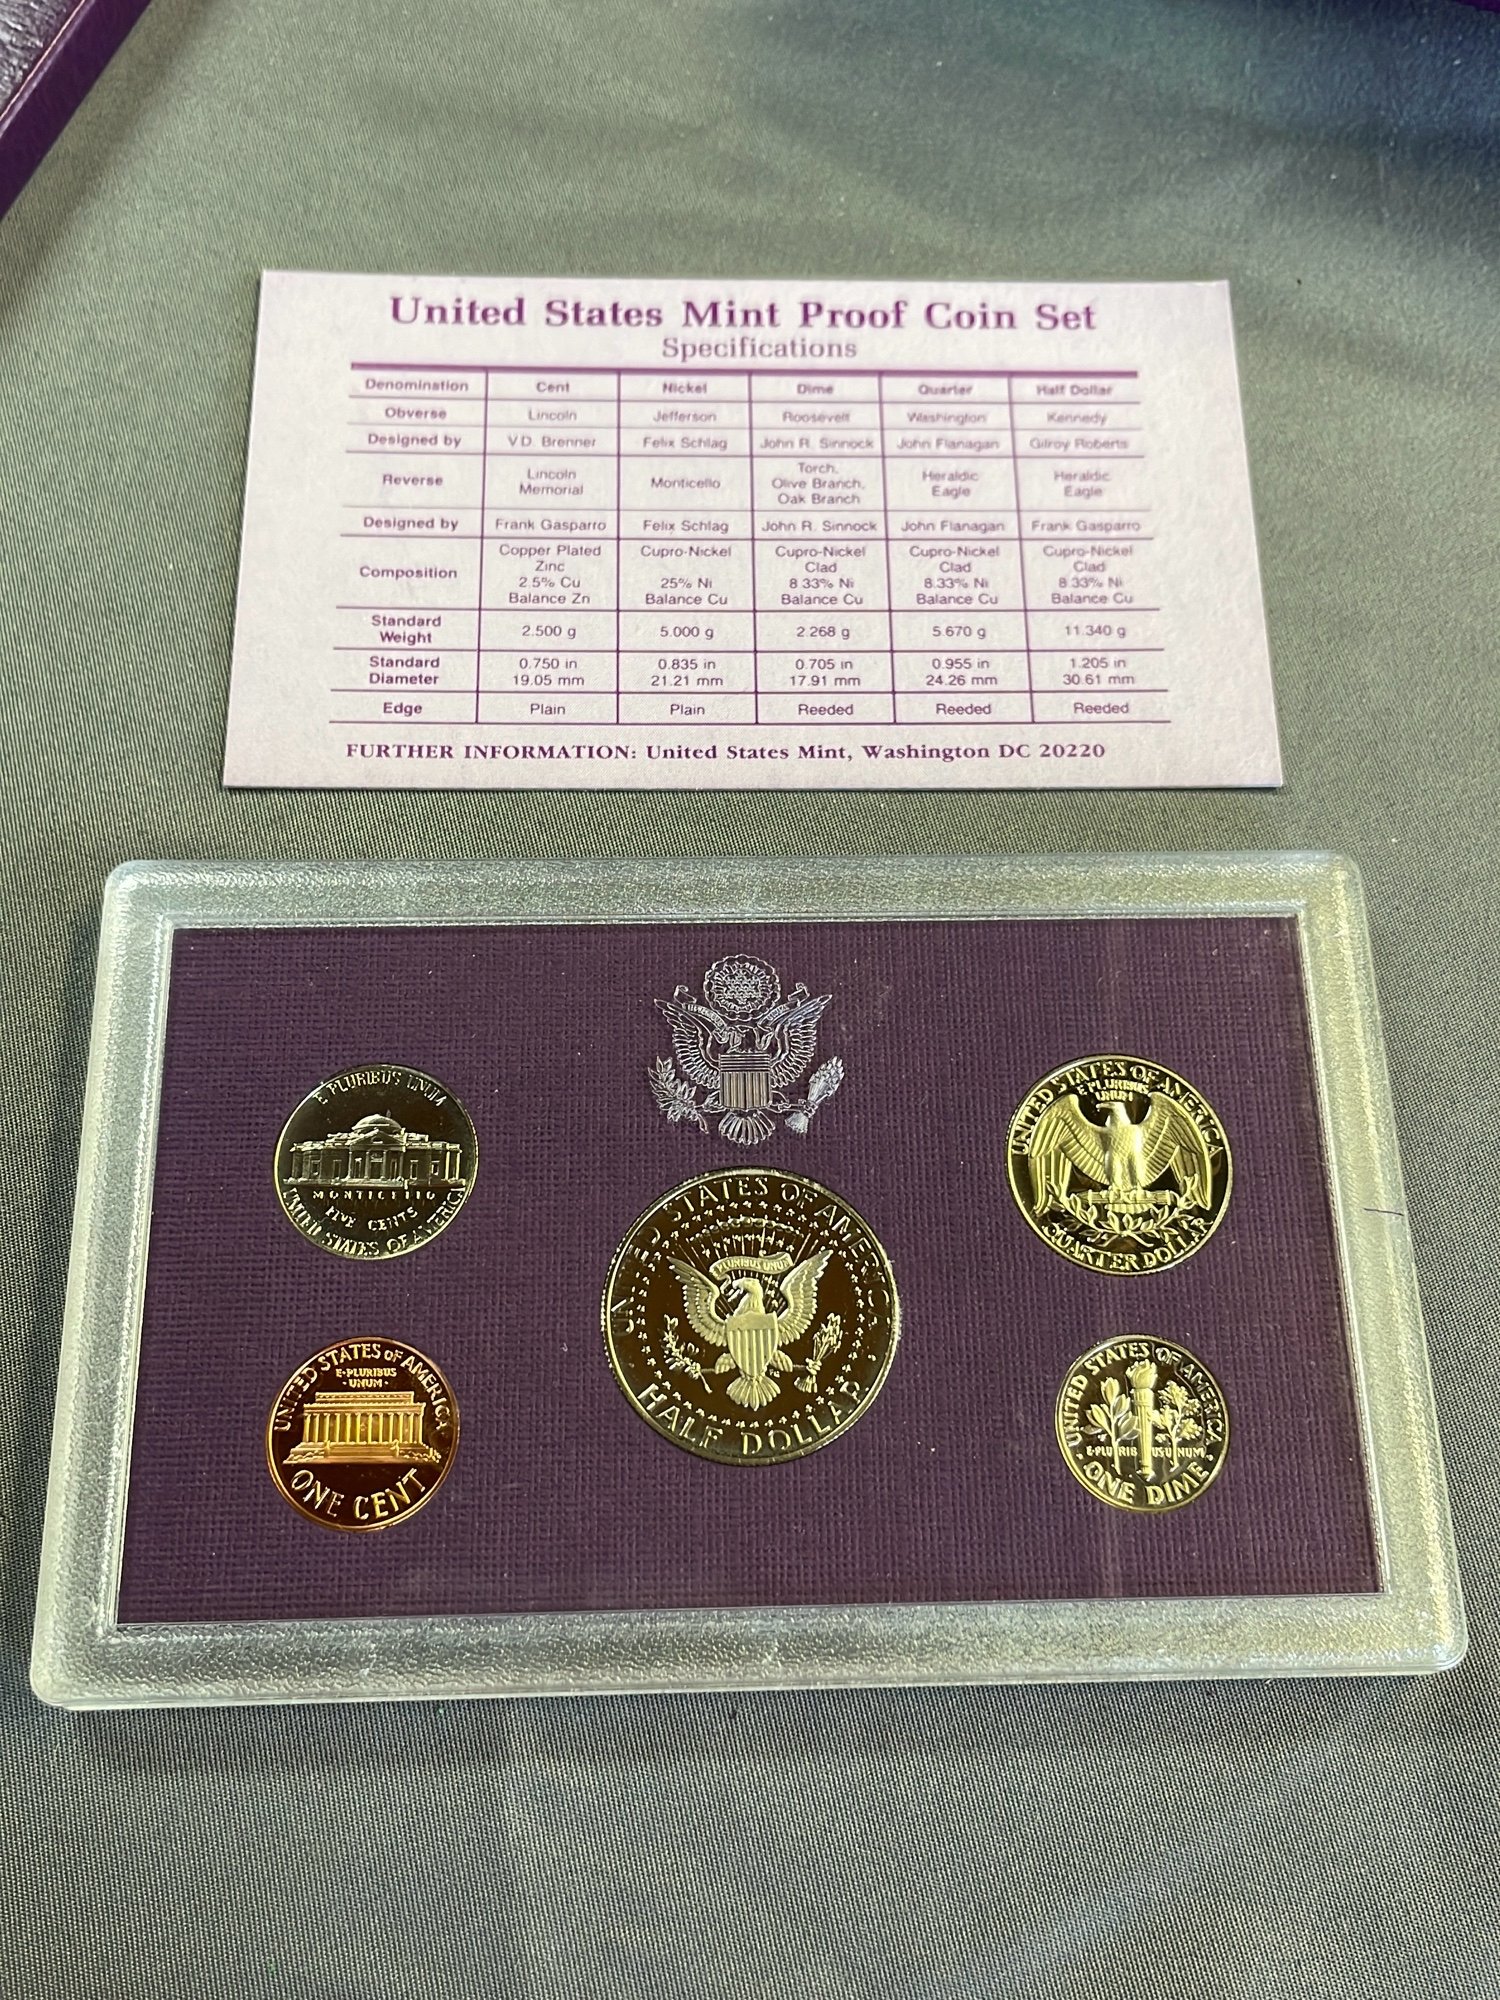 United States Mint Proof Coin Set
Specifications
Denomination Cent Nickel Dime Quarter Half Dollar
Obverse Lincoln Jefferson Roosevelt Washington Kennedy
Designed by V.D. Brenner Felix Schlag John R. Sinnock John Flanagan Gilroy Roberts
Reverse Lincoln Memorial Monticello Torch, Olive Branch, Oak Branch Heraldic Eagle Heraldic Eagle
Designed by Frank Gasparro Felix Schlag John R. Sinnock John Flanagan Frank Gasparro
Composition Copper Plated Zinc 2.5% Cu Balance Zn Cupro-Nickel 25% Ni Balance Cu Cupro-Nickel Clad 8.33% Ni Balance Cu Cupro-Nickel Clad 8.33% Ni Balance Cu Cupro-Nickel Clad 8.33% Ni Balance Cu
Standard Weight 2.500 g 5.000 g 2.268 g 5.670 g 11.340 g
Standard Diameter 0.750 in 19.05 mm 0.835 in 21.21 mm 0.705 in 17.91 mm 0.955 in 24.26 mm 1.205 in 30.61 mm
Edge Plain Plain Reeded Reeded Reeded
FURTHER INFORMATION: United States Mint, Washington DC 20220
E PLURIBUS UNUM
MONTICELLO
FIVE CENTS
UNITED STATES OF AMERICA
UNITED STATES OF AMERICA
E PLURIBUS
UNUM
QUARTER DOLLAR
UNITED STATES OF AMERICA
E PLURIBUS UNUM
HALF DOLLAR
UNITED STATES OF AMERICA
E·PLURIBUS
·UNUM·
ONE CENT
UNITED STATES OF AMERICA
E·PLURIBUS·UNUM
·ONE DIME·